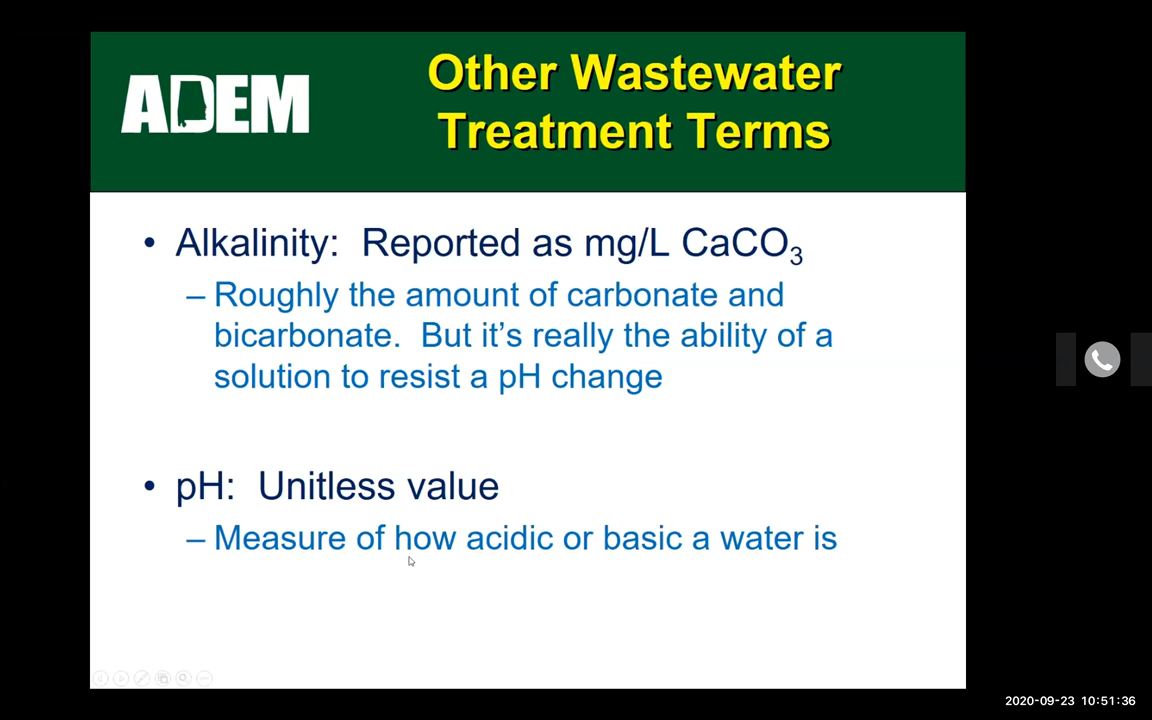 ADEM
Other Wastewater
Treatment Terms
• Alkalinity: Reported as mg/L CaCO₃
– Roughly the amount of carbonate and
bicarbonate. But it’s really the ability of a
solution to resist a pH change
• pH: Unitless value
– Measure of how acidic or basic a water is
2020-09-23 10:51:36